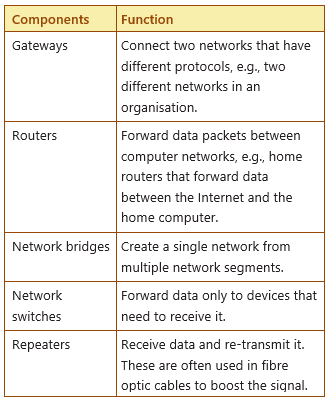 Components Function
Gateways Connect two networks that have
different protocols, e.g., two
different networks in an
organisation.
Routers Forward data packets between
computer networks, e.g., home
routers that forward data
between the Internet and the
home computer.
Network bridges Create a single network from
multiple network segments.
Network Forward data only to devices that
switches need to receive it.
Repeaters Receive data and re-transmit it.
These are often used in fibre
optic cables to boost the signal.